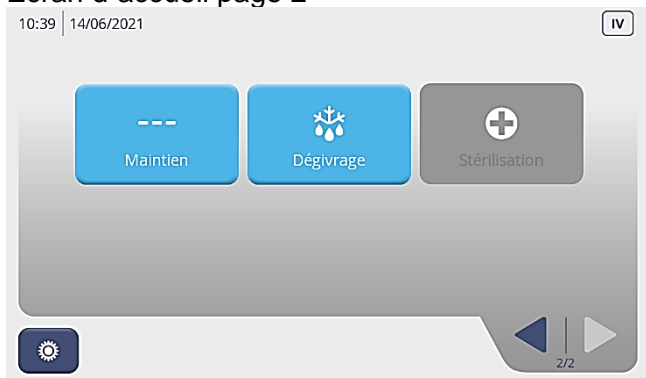 Ecran d'accueil page 2
10:39 14/06/2021 IV
--- 
Maintien Dégivrage Stérilisation
2/2